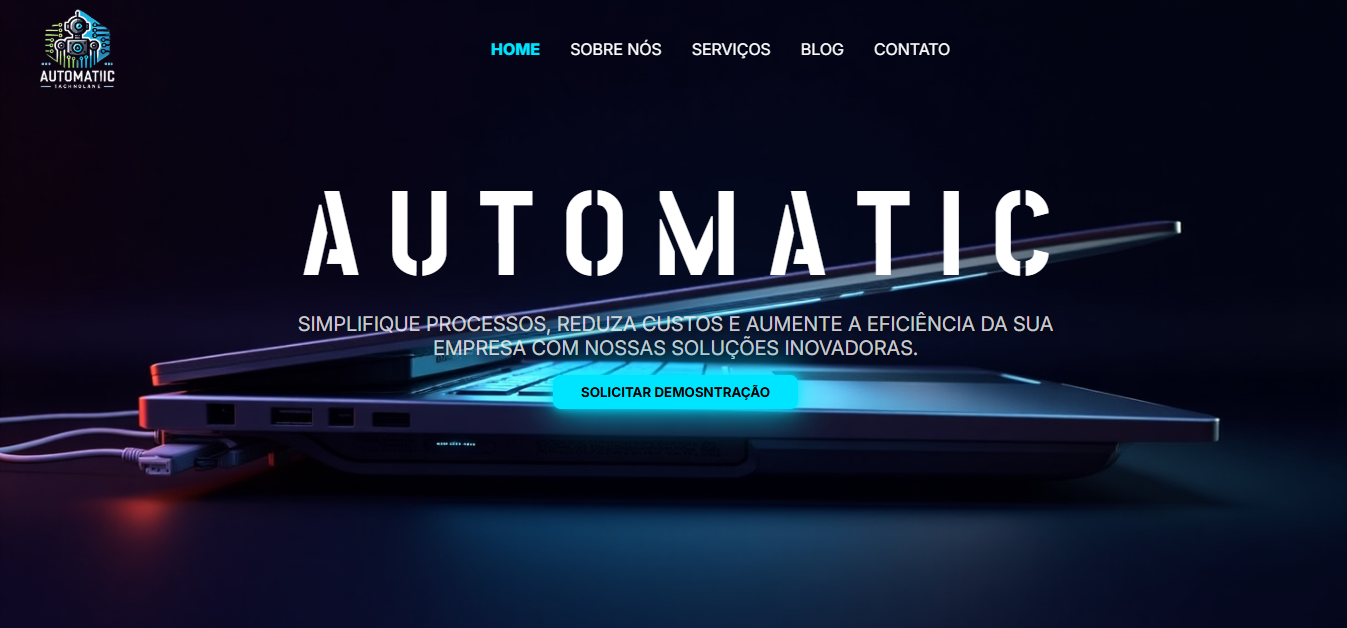 AUTOMATIIC
TACHNOLANE
HOME SOBRE NÓS SERVIÇOS BLOG CONTATO
AUTOMATIC
SIMPLIFIQUE PROCESSOS, REDUZA CUSTOS E AUMENTE A EFICIÊNCIA DA SUA
EMPRESA COM NOSSAS SOLUÇÕES INOVADORAS.
SOLICITAR DEMOSNTRAÇÃO